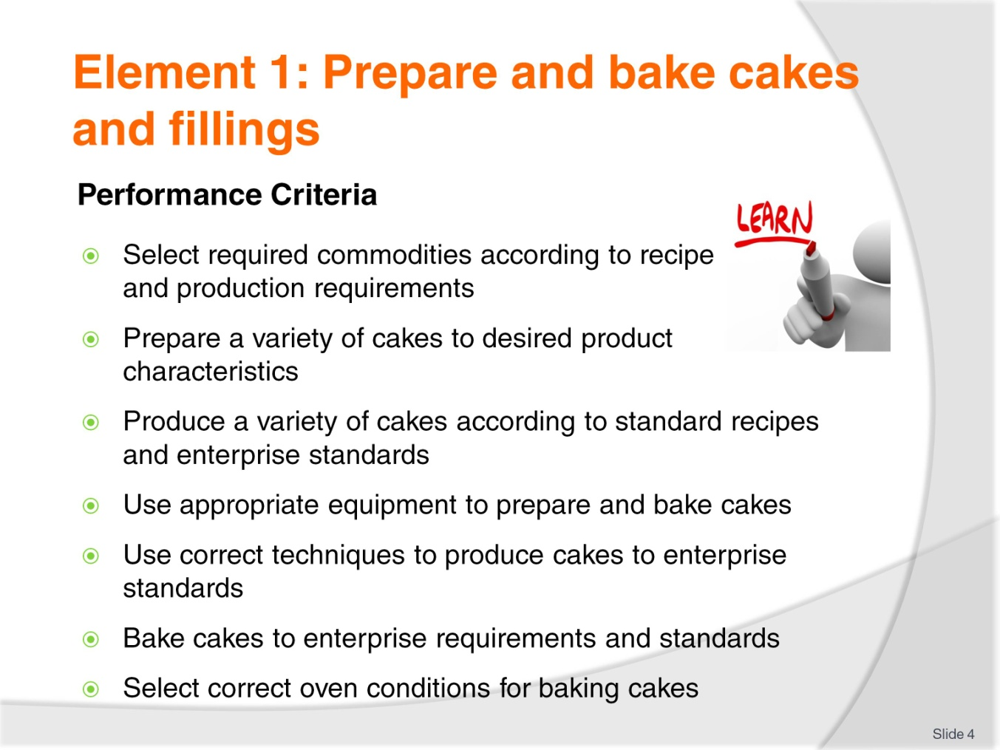 Element 1: Prepare and bake cakes
and fillings
Performance Criteria
LEARN
Select required commodities according to recipe
and production requirements
Prepare a variety of cakes to desired product
characteristics
Produce a variety of cakes according to standard recipes
and enterprise standards
Use appropriate equipment to prepare and bake cakes
Use correct techniques to produce cakes to enterprise
standards
Bake cakes to enterprise requirements and standards
Select correct oven conditions for baking cakes
Slide 4